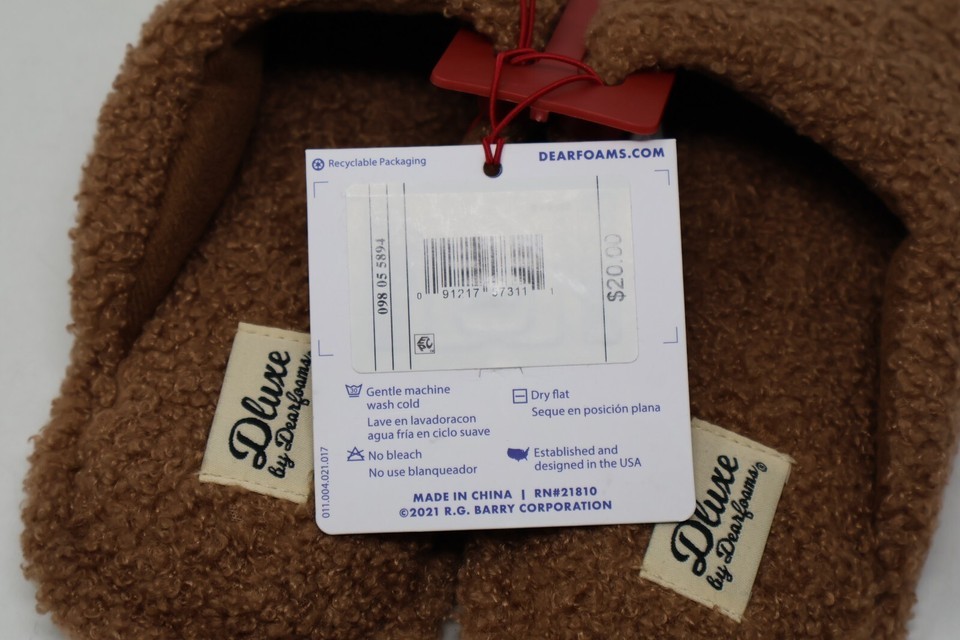 Recyclable Packaging
DEARFOAMS.COM
098 05 5894
0 91217 57311 1
$20.00
Gentle machine
wash cold
Lave en lavadoracon
agua fría en ciclo suave
No bleach
No use blanqueador
Dry flat
Seque en posición plana
Established and
designed in the USA
011.004.021.017
MADE IN CHINA | RN#21810
©2021 R.G. BARRY CORPORATION
Dluxe
by Dearfoams
Dluxe
by Dearfoams®